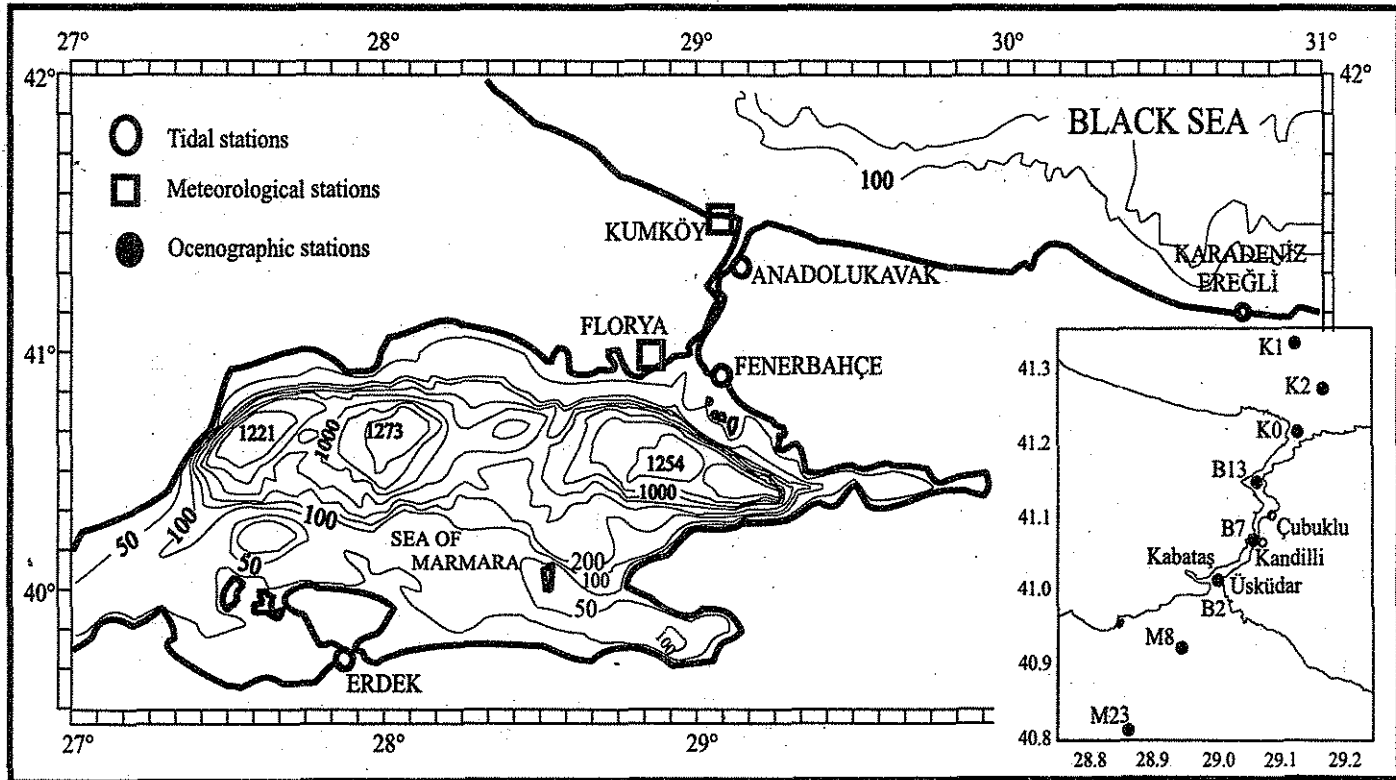 27° 28° 29° 30° 31°
42° 42°
BLACK SEA
Tidal stations
Meteorological stations
Ocenographic stations
100
KUMKÖY
ANADOLUKAVAK
KARADENİZ
EREĞLİ
FLORYA
41°
FENERBAHÇE
1221
1000
1273
1254
1000
50
100
100
SEA OF
MARMARA
200
100
50
50
100
40°
ERDEK
27° 28° 29°
K1
41.3
K2
K0
41.2
B13
41.1
Çubuklu
B7
Kandilli
Kabataş
41.0
Üsküdar
B2
M8
40.9
M23
40.8
28.8 28.9 29.0 29.1 29.2